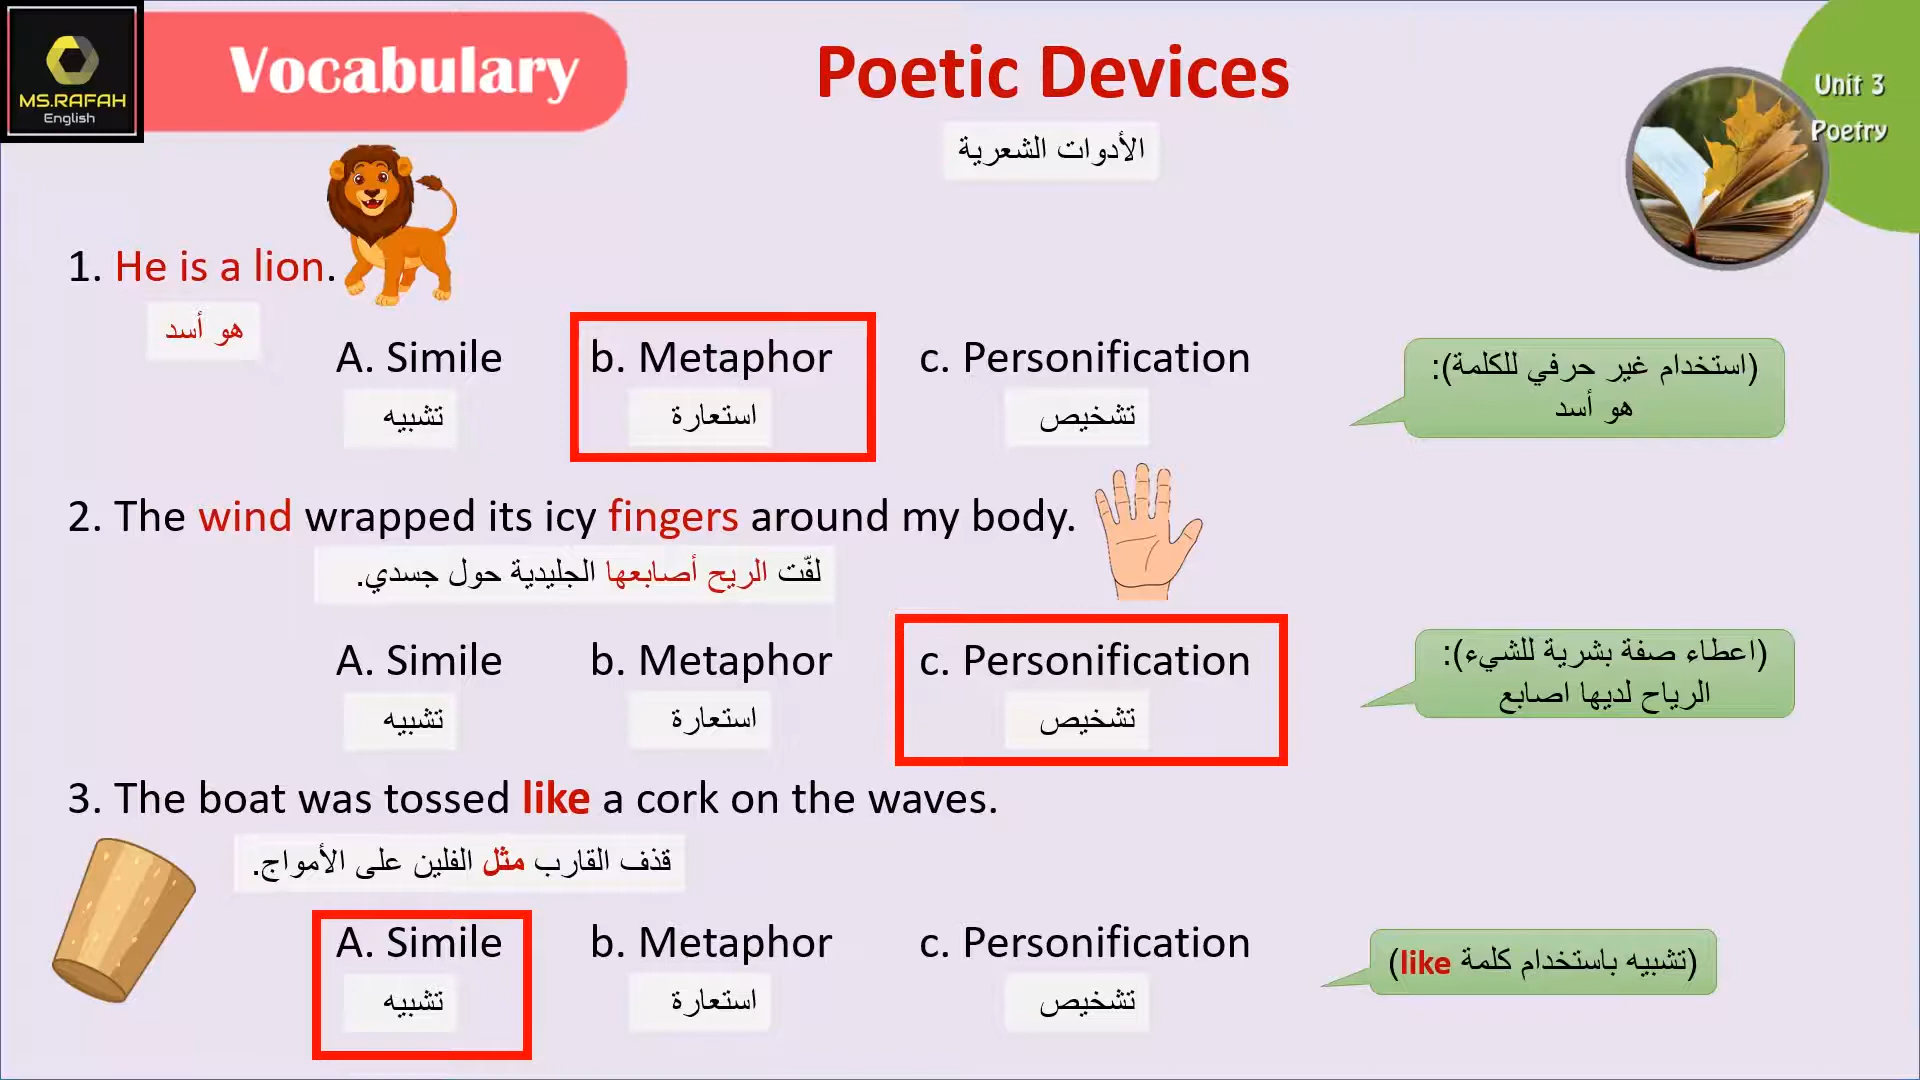 MS.RAFAH
English
Vocabulary
Poetic Devices
الأدوات الشعرية
Unit 3
Poetry
1. He is a lion.
هو أسد
A. Simile b. Metaphor c. Personification
تشبيه استعارة تشخيص
(استخدام غير حرفي للكلمة):
هو أسد
2. The wind wrapped its icy fingers around my body.
لفّت الريح أصابعها الجليدية حول جسدي.
A. Simile b. Metaphor c. Personification
تشبيه استعارة تشخيص
(اعطاء صفة بشرية للشيء):
الرياح لديها اصابع
3. The boat was tossed like a cork on the waves.
قذف القارب مثل الفلين على الأمواج.
A. Simile b. Metaphor c. Personification
تشبيه استعارة تشخيص
(تشبيه باستخدام كلمة like)